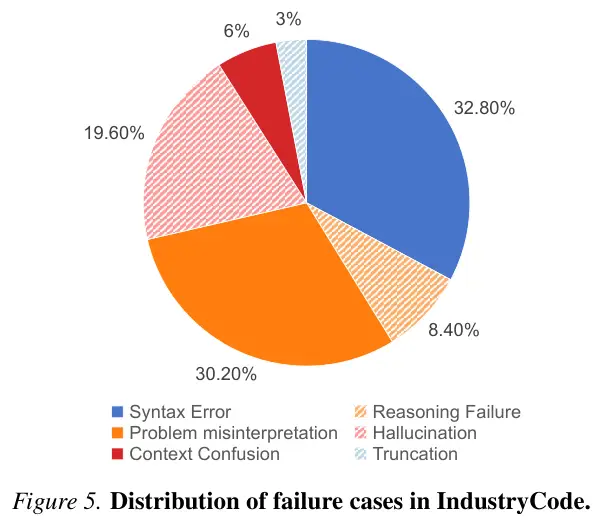 3%
6%
32.80%
19.60%
8.40%
30.20%
Syntax Error
Reasoning Failure
Problem misinterpretation
Hallucination
Context Confusion
Truncation
Figure 5. Distribution of failure cases in IndustryCode.